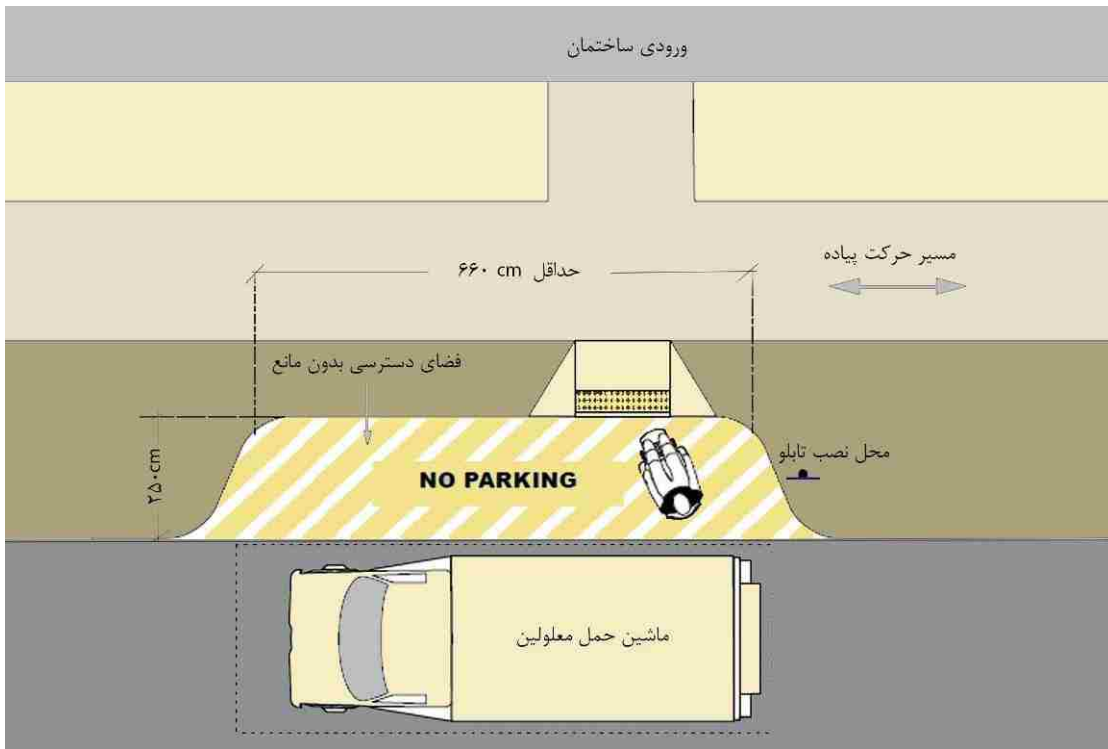 ورودی ساختمان
مسیر حرکت پیاده
حداقل ۶۶۰ cm
فضای دسترسی بدون مانع
محل نصب تابلو
NO PARKING
۲۵۰cm
ماشین حمل معلولین